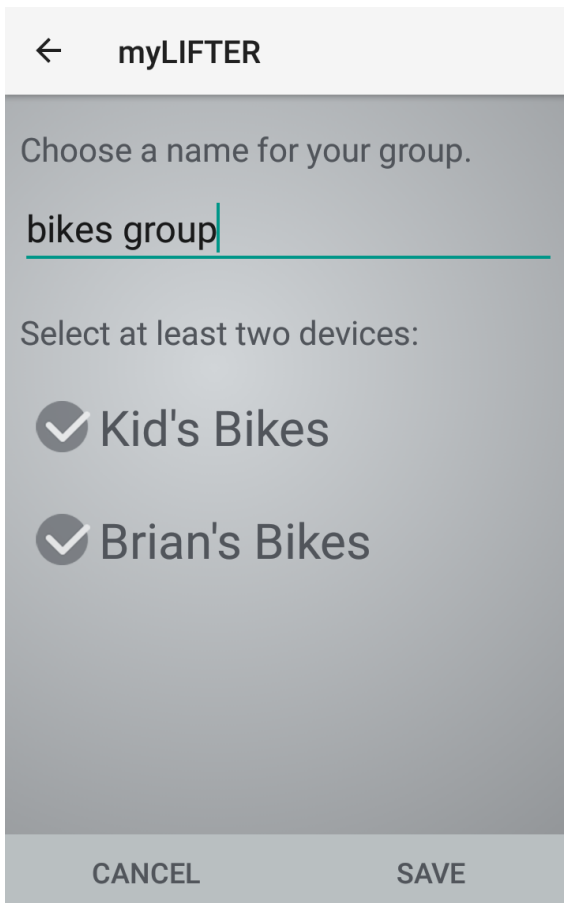 myLIFTER
Choose a name for your group.
bikes group
Select at least two devices:
Kid's Bikes
Brian's Bikes
CANCEL SAVE